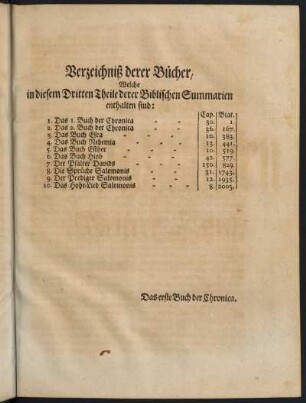 Verzeichniß derer Bücher,
Welche
in diesem Dritten Theile derer Biblischen Summarien
enthalten sind:
Cap. Blat.
1. Das 1. Buch der Chronica - - 30. 1.
2. Das 2. Buch der Chronica - - 36. 167.
3. Das Buch Esra - - - 10. 383.
4. Das Buch Nehemia - - - 13. 441.
5. Das Buch Esther - - - 10. 519.
6. Das Buch Hiob - - - 42. 577.
7. Der Psalter Davids - - - 150. 829.
8. Die Sprüche Salomonis - - - 31. 1743.
9. Der Prediger Salomonis - - - 12. 1935.
10. Das Hohelied Salomonis - - - 8. 2003.
Das erste Buch der Chronica.